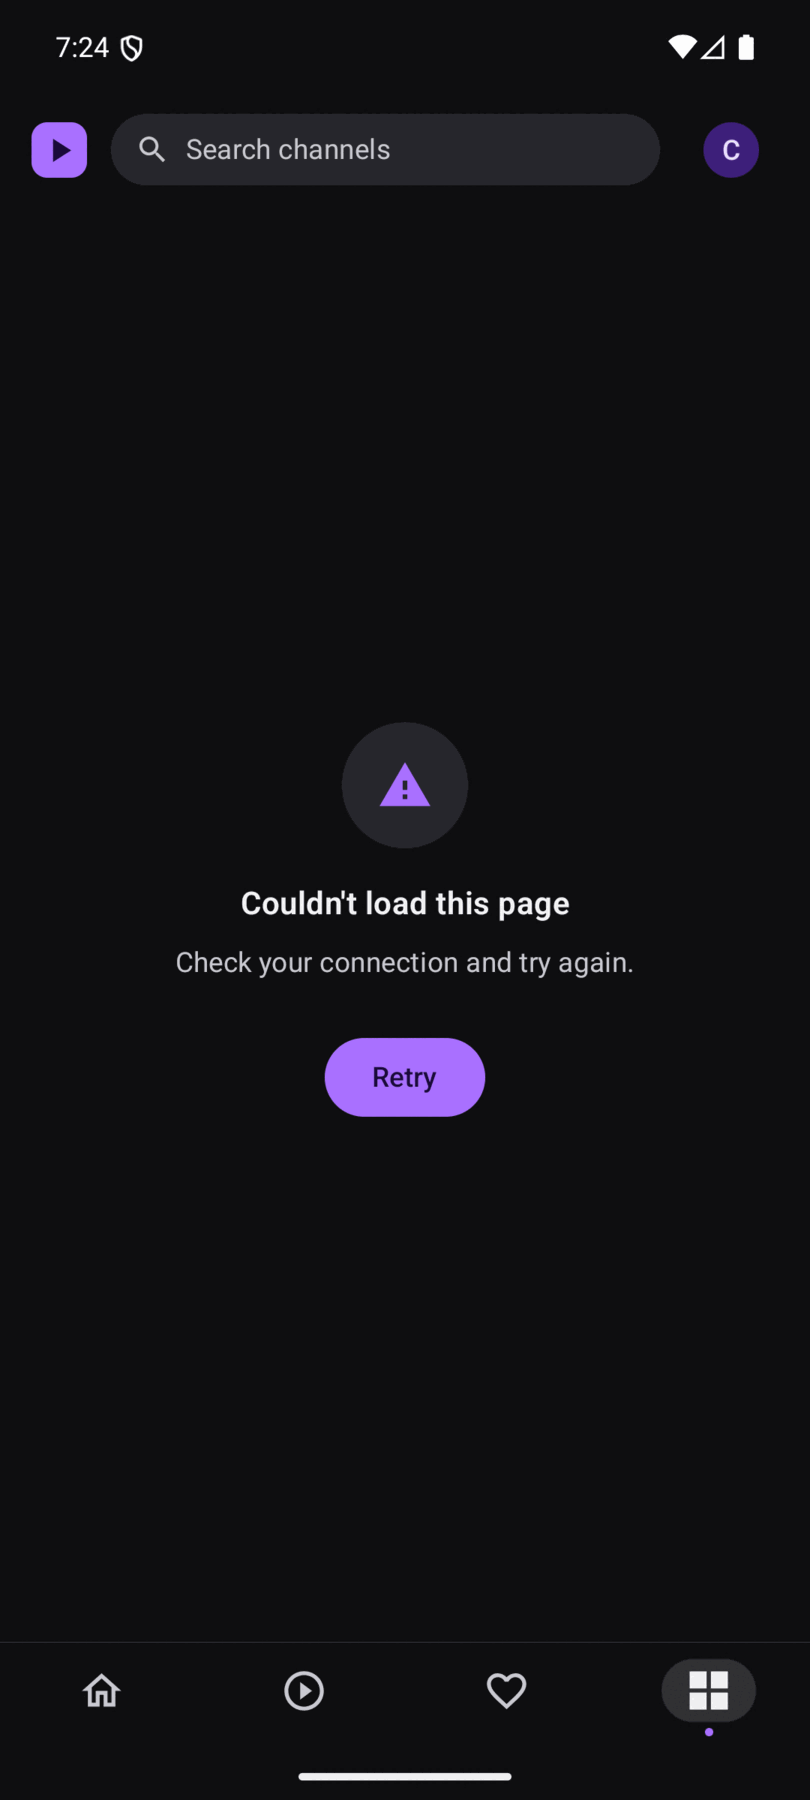 7:24
Search channels
C
Couldn't load this page
Check your connection and try again.
Retry